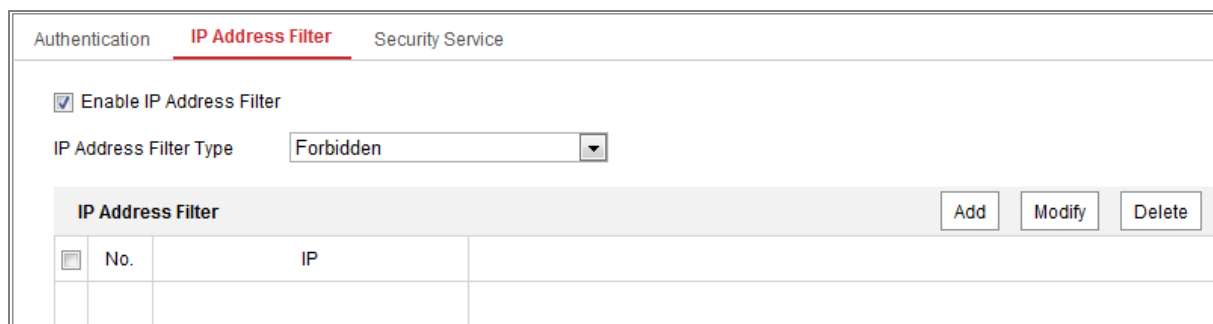 Authentication IP Address Filter Security Service
Enable IP Address Filter
IP Address Filter Type Forbidden
IP Address Filter Add Modify Delete
No. IP